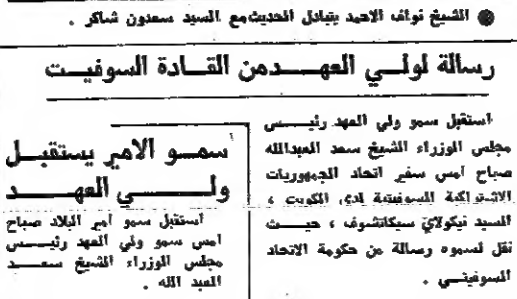 ● الشيخ نواف الاحمد يتبادل الحديث مع السيد سعدون شاكر .
رسالة لولي العهد من القادة السوفيت
استقبل سمو ولي العهد رئيس
مجلس الوزراء الشيخ سعد العبدالله
صباح أمس سفير اتحاد الجمهوريات
الاشتراكية السوفيتية لدى الكويت ،
السيد نيكولاي سيكاتشوف ، حيث
نقل لسموه رسالة من حكومة الاتحاد
السوفيتي .
سمو الامير يستقبل
ولي العهد
استقبل سمو أمير البلاد صباح
أمس سمو ولي العهد رئيس
مجلس الوزراء الشيخ سعد
العبد الله .